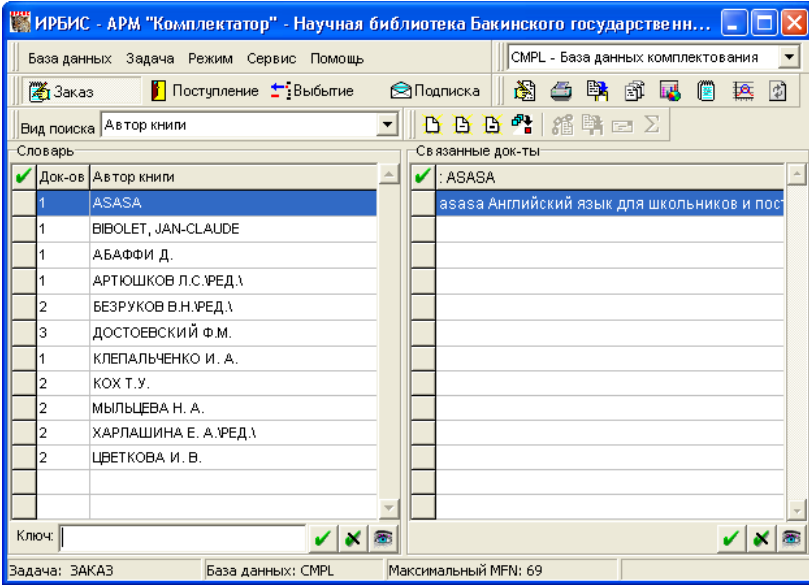 ИРБИС - АРМ "Комплектатор" - Научная библиотека Бакинского государственн...
База данных Задача Режим Сервис Помощь CMPL - База данных комплектования
Заказ Поступление Выбытие Подписка
Вид поиска Автор книги
Словарь Связанные док-ты
Док-ов Автор книги : ASASA
1 ASASA asasa Английский язык для школьников и пост
1 BIBOLET, JAN-CLAUDE
1 АБАФФИ Д.
1 АРТЮШКОВ Л.С.\РЕД.\
2 БЕЗРУКОВ В.Н.\РЕД.\
3 ДОСТОЕВСКИЙ Ф.М.
1 КЛЕПАЛЬЧЕНКО И. А.
2 КОХ Т.У.
2 МЫЛЬЦЕВА Н. А.
2 ХАРЛАШИНА Е. А.\РЕД.\
2 ЦВЕТКОВА И. В.
Ключ:
Задача: ЗАКАЗ База данных: CMPL Максимальный MFN: 69